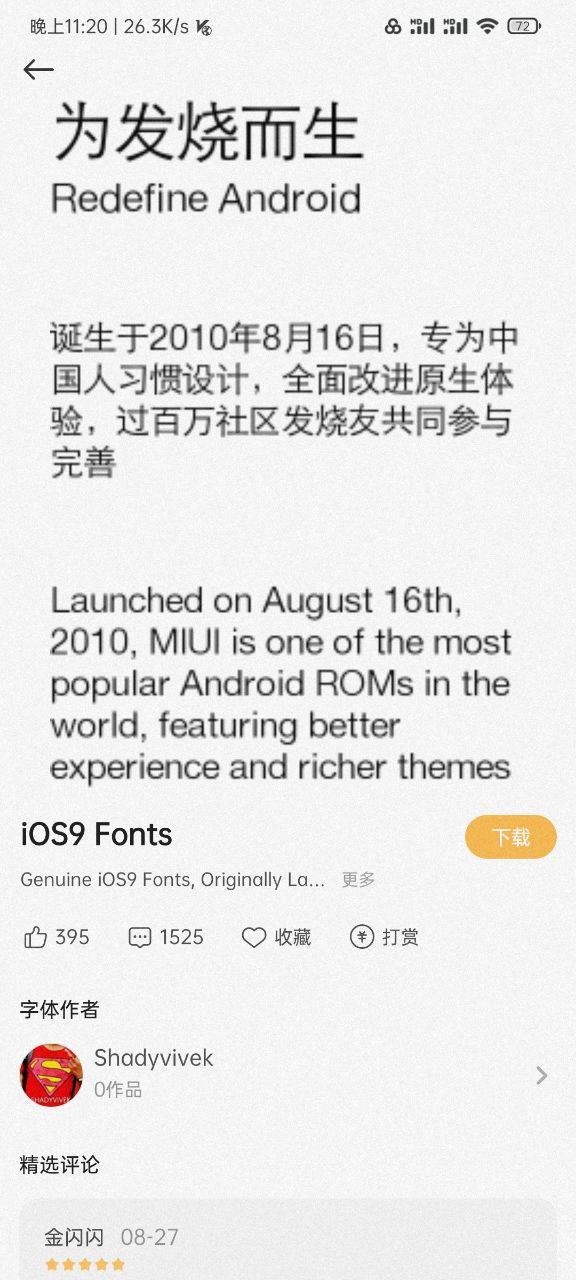 晚上11:20 | 26.3K/s
72
为发烧而生
Redefine Android
诞生于2010年8月16日，专为中
国人习惯设计，全面改进原生体
验，过百万社区发烧友共同参与
完善
Launched on August 16th,
2010, MIUI is one of the most
popular Android ROMs in the
world, featuring better
experience and richer themes
iOS9 Fonts
下载
Genuine iOS9 Fonts, Originally La... 更多
395 1525 收藏 打赏
字体作者
Shadyvivek
SHADYVIVEK
0作品
精选评论
金闪闪 08-27